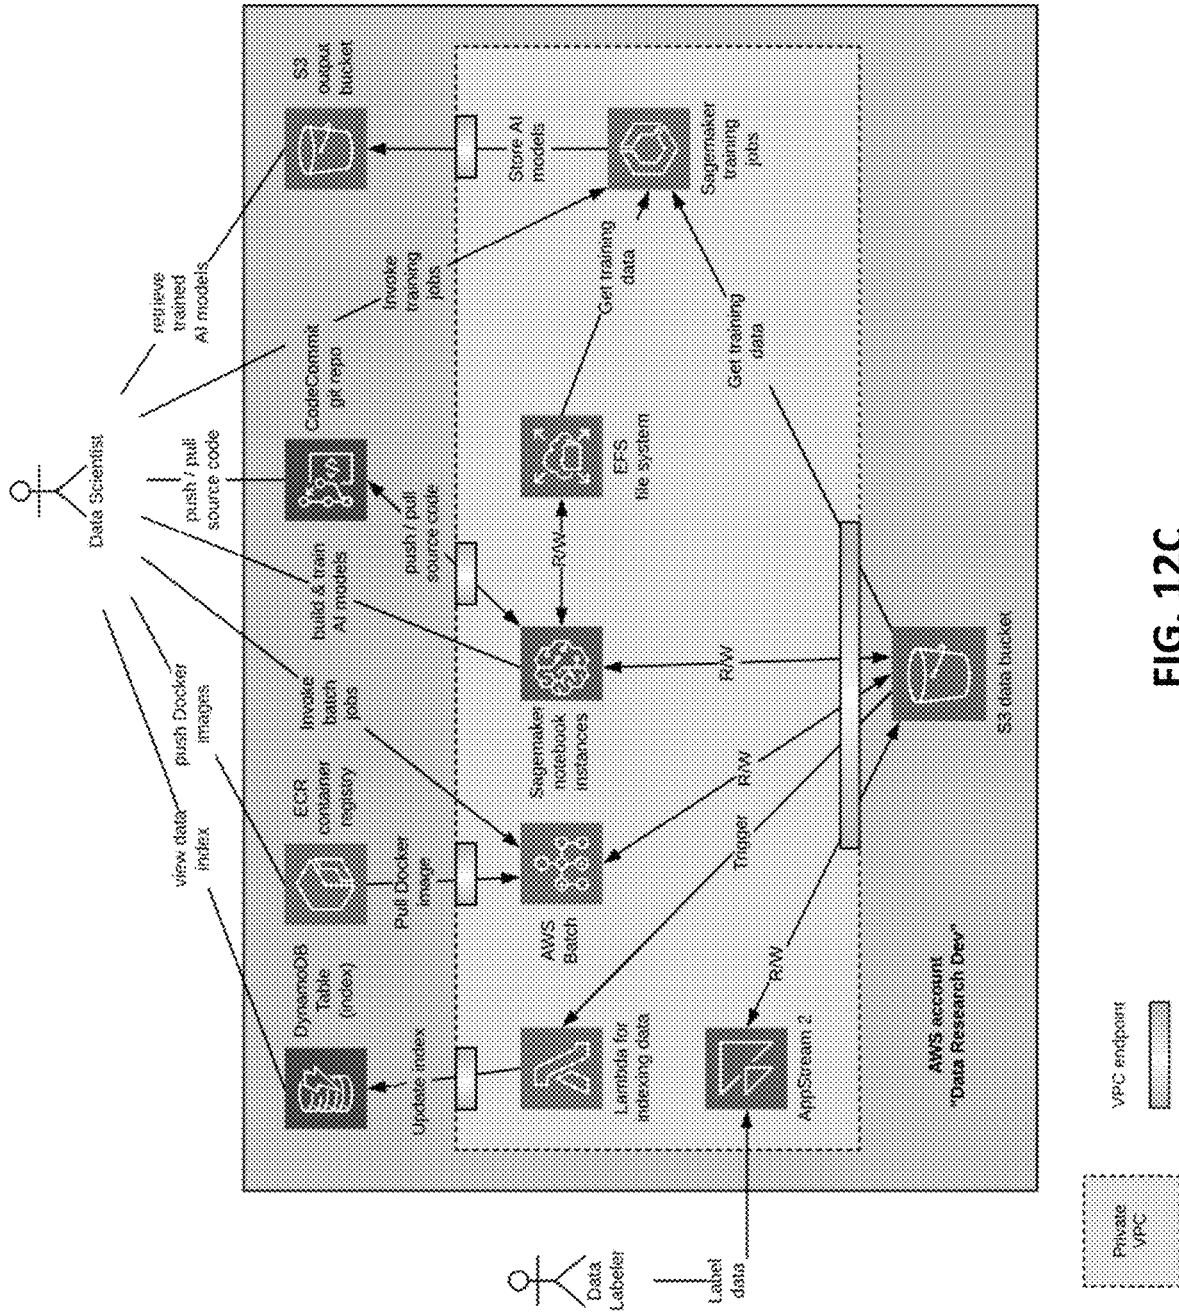 Data Scientist
view data
index
push Docker
images
Invoke
batch
jobs
build & train
AI models
push / pull
source code
Invoke
training
jobs
retrieve
trained
AI models
DynamoDB
Table
(index)
ECR
container
registry
CodeCommit
git repo
S3
output
bucket
Update index
Pull Docker
image
push / pull
source code
Store AI
models
Lambda for
indexing data
AWS
Batch
Sagemaker
notebook
instances
R/W
EFS
file system
Get training
data
Sagemaker
training
jobs
Data
Labeler
Label
data
AppStream 2
R/W
Trigger
R/W
R/W
Get training
data
S3 data bucket
AWS account
"Data Research Dev"
Private
VPC
VPC endpoint
FIG. 12C